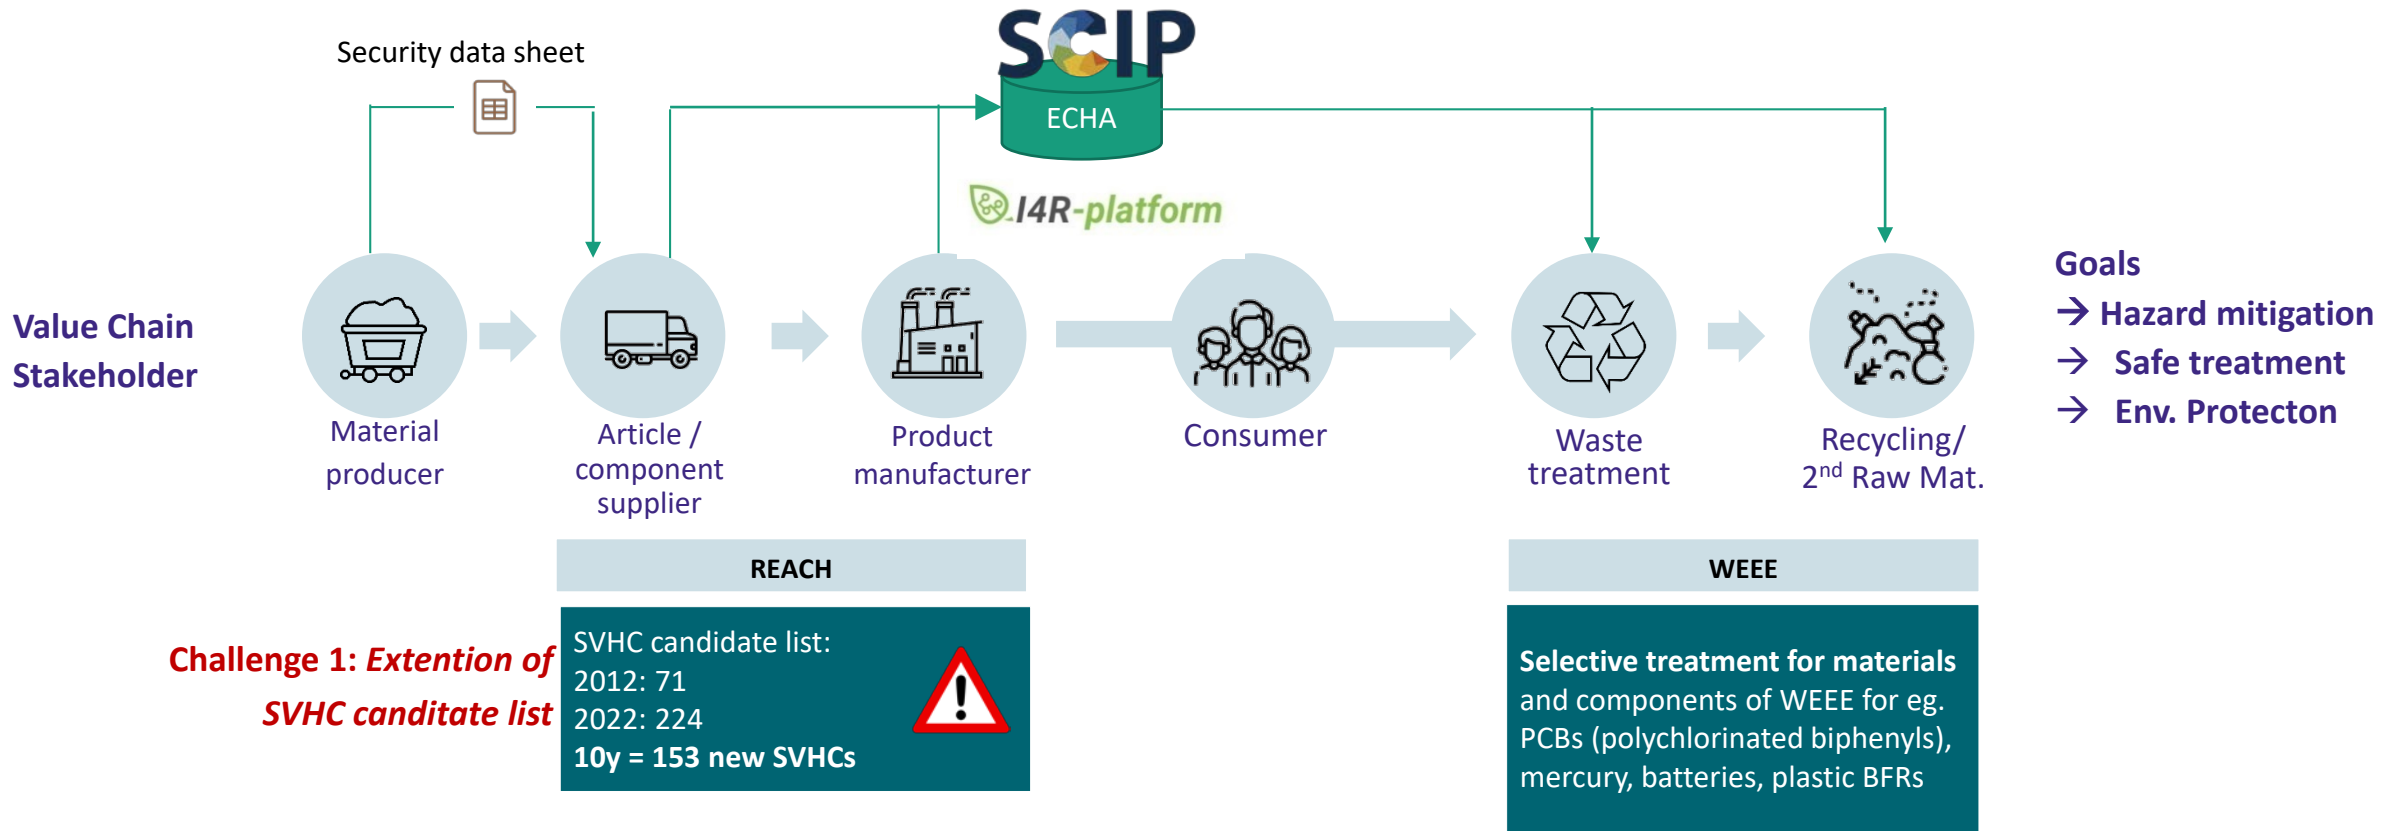 Security data sheet
SCIP
ECHA
I4R-platform
Value Chain
Stakeholder
Material
producer
Article /
component
supplier
Product
manufacturer
Consumer
Waste
treatment
Recycling/
2nd Raw Mat.
Goals
→ Hazard mitigation
→ Safe treatment
→ Env. Protecton
REACH
WEEE
Challenge 1: Extention of
SVHC canditate list
SVHC candidate list:
2012: 71
2022: 224
10y = 153 new SVHCs
Selective treatment for materials
and components of WEEE for eg.
PCBs (polychlorinated biphenyls),
mercury, batteries, plastic BFRs